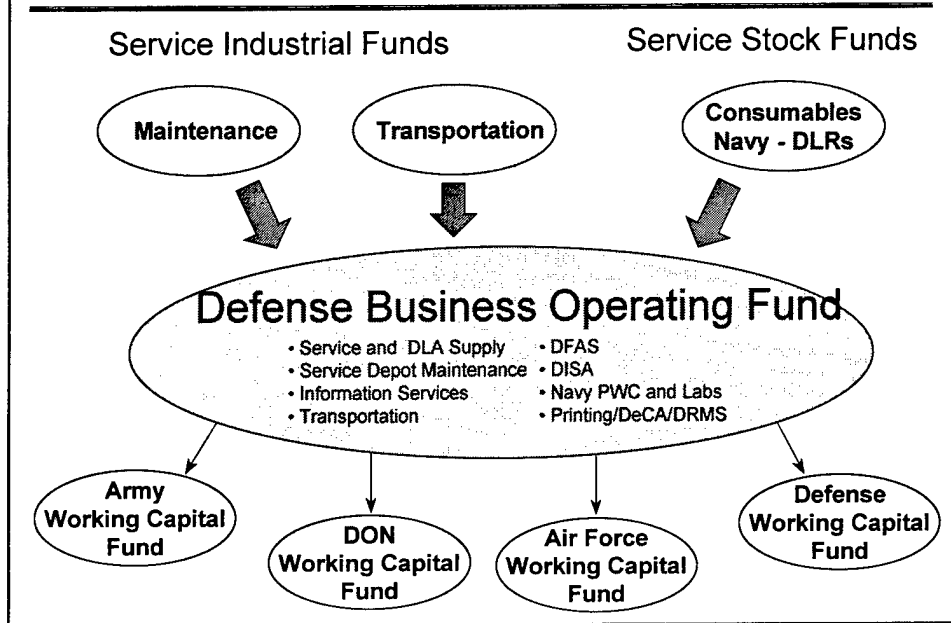 Service Industrial Funds
Service Stock Funds
Maintenance
Transportation
Consumables
Navy - DLRs
Defense Business Operating Fund
• Service and DLA Supply
• Service Depot Maintenance
• Information Services
• Transportation
• DFAS
• DISA
• Navy PWC and Labs
• Printing/DeCA/DRMS
Army
Working Capital
Fund
DON
Working Capital
Fund
Air Force
Working Capital
Fund
Defense
Working Capital
Fund